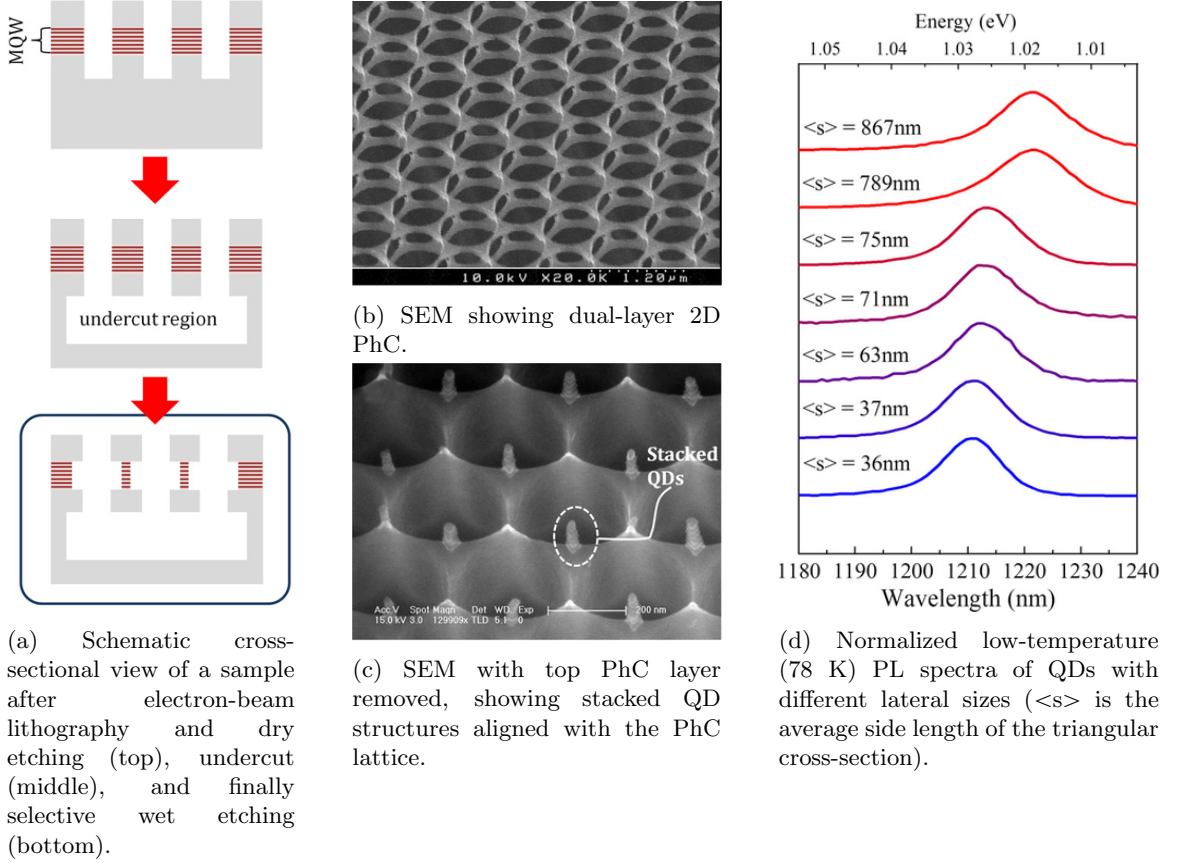 MQW
undercut region
(a) Schematic cross-
sectional view of a sample
after electron-beam
lithography and dry
etching (top), undercut
(middle), and finally
selective wet etching
(bottom).
10.0kV X20.0K 1.20μm
(b) SEM showing dual-layer 2D
PhC.
Stacked
QDs
Acc.V Spot Magn Det WD Exp
15.0 kV 3.0 129909x TLD 5.1 0 200 nm
(c) SEM with top PhC layer
removed, showing stacked QD
structures aligned with the PhC
lattice.
Energy (eV)
1.05 1.04 1.03 1.02 1.01
<s> = 867nm
<s> = 789nm
<s> = 75nm
<s> = 71nm
<s> = 63nm
<s> = 37nm
<s> = 36nm
1180 1190 1200 1210 1220 1230 1240
Wavelength (nm)
(d) Normalized low-temperature
(78 K) PL spectra of QDs with
different lateral sizes (<s> is the
average side length of the triangular
cross-section).